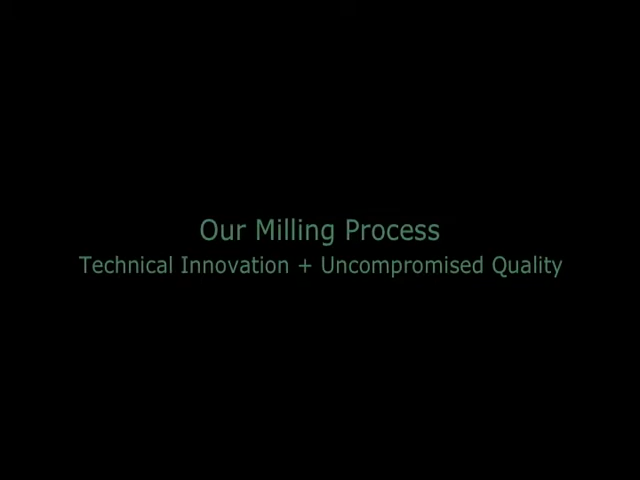 Our Milling Process
Technical Innovation + Uncompromised Quality